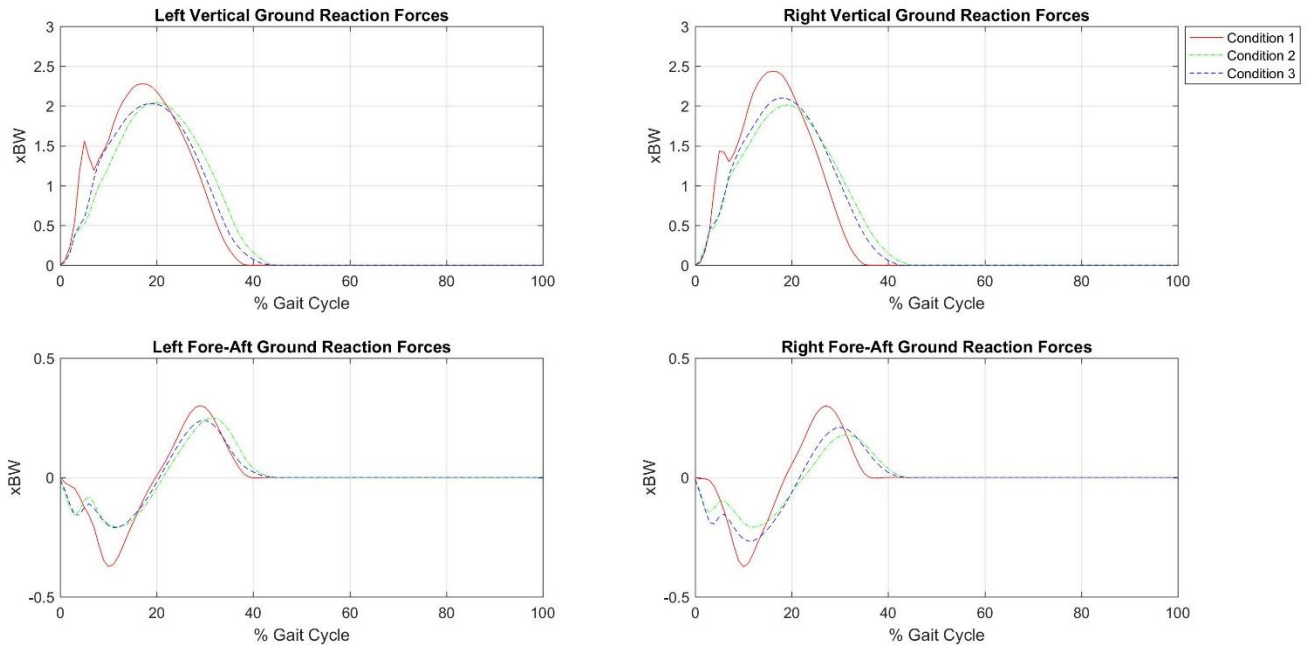 Left Vertical Ground Reaction Forces
3
2.5
2
1.5
1
0.5
0
xBW
0 20 40 60 80 100
% Gait Cycle
Right Vertical Ground Reaction Forces
3
2.5
2
1.5
1
0.5
0
xBW
0 20 40 60 80 100
% Gait Cycle
Condition 1
Condition 2
Condition 3
Left Fore-Aft Ground Reaction Forces
0.5
0
-0.5
xBW
0 20 40 60 80 100
% Gait Cycle
Right Fore-Aft Ground Reaction Forces
0.5
0
-0.5
xBW
0 20 40 60 80 100
% Gait Cycle